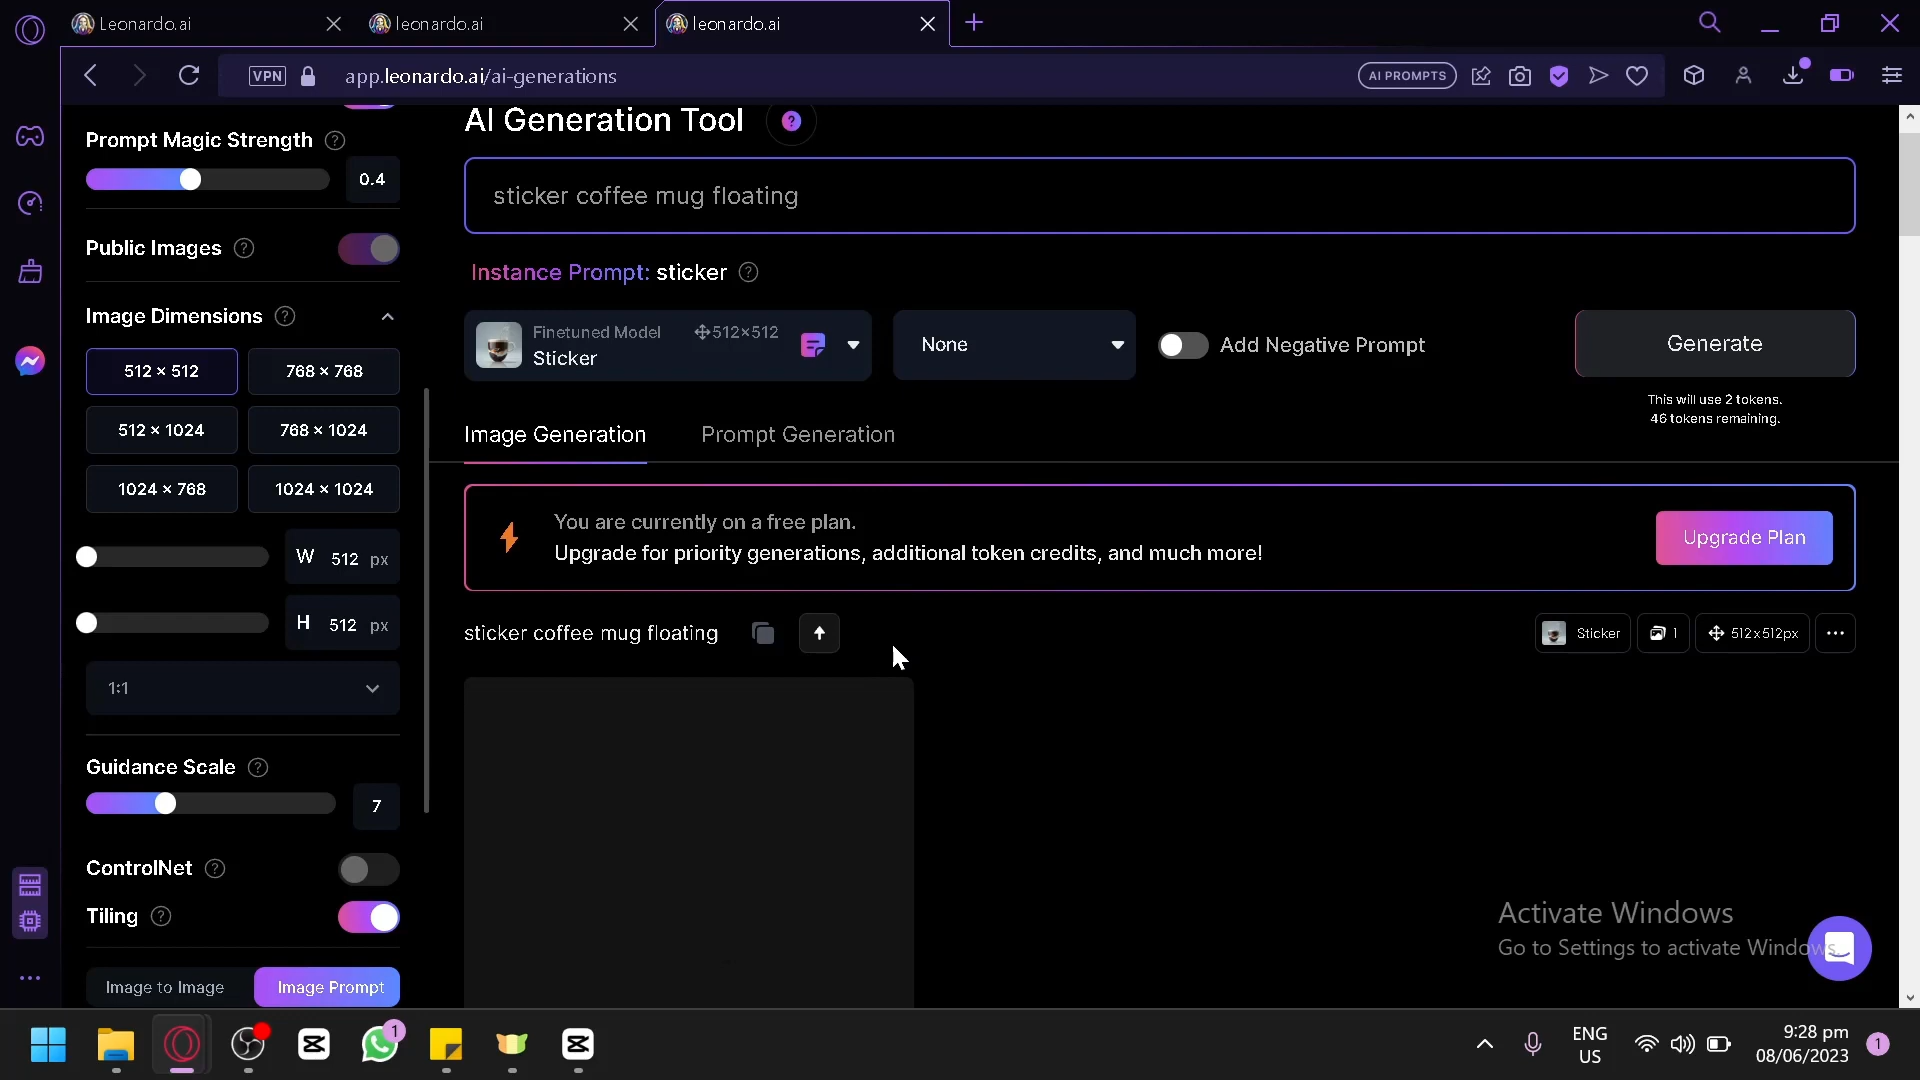 Leonardo.ai
leonardo.ai
leonardo.ai
VPN
app.leonardo.ai/ai-generations
AI PROMPTS
Prompt Magic Strength
0.4
Public Images
Image Dimensions
512 × 512
768 × 768
512 × 1024
768 × 1024
1024 × 768
1024 × 1024
W 512 px
H 512 px
1:1
Guidance Scale
7
ControlNet
Tiling
Image to Image
Image Prompt
AI Generation Tool
sticker coffee mug floating
Instance Prompt: sticker
Finetuned Model
512×512
Sticker
None
Add Negative Prompt
Generate
This will use 2 tokens.
46 tokens remaining.
Image Generation
Prompt Generation
You are currently on a free plan.
Upgrade for priority generations, additional token credits, and much more!
Upgrade Plan
sticker coffee mug floating
Sticker
1
512x512px
Activate Windows
Go to Settings to activate Windows.
1
ENG
US
9:28 pm
08/06/2023
1